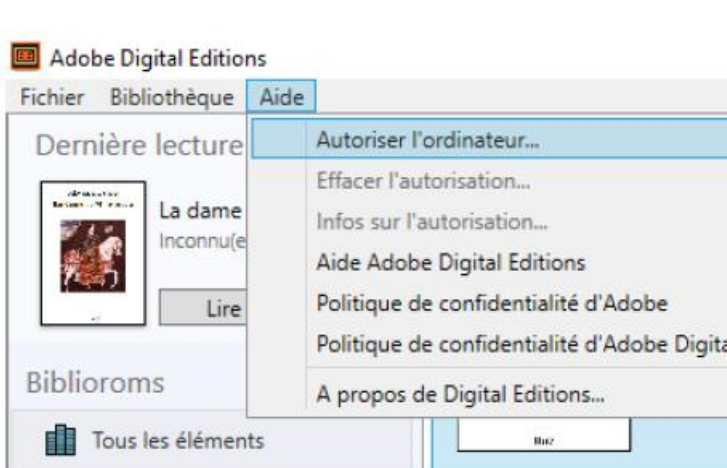 Adobe Digital Editions
Fichier Bibliothèque Aide
Dernière lecture
Autoriser l'ordinateur...
Effacer l'autorisation...
La dame
Infos sur l'autorisation...
Inconnu(e
Aide Adobe Digital Editions
Lire
Politique de confidentialité d'Adobe
Politique de confidentialité d'Adobe Digita
Biblioroms
A propos de Digital Editions...
Tous les éléments